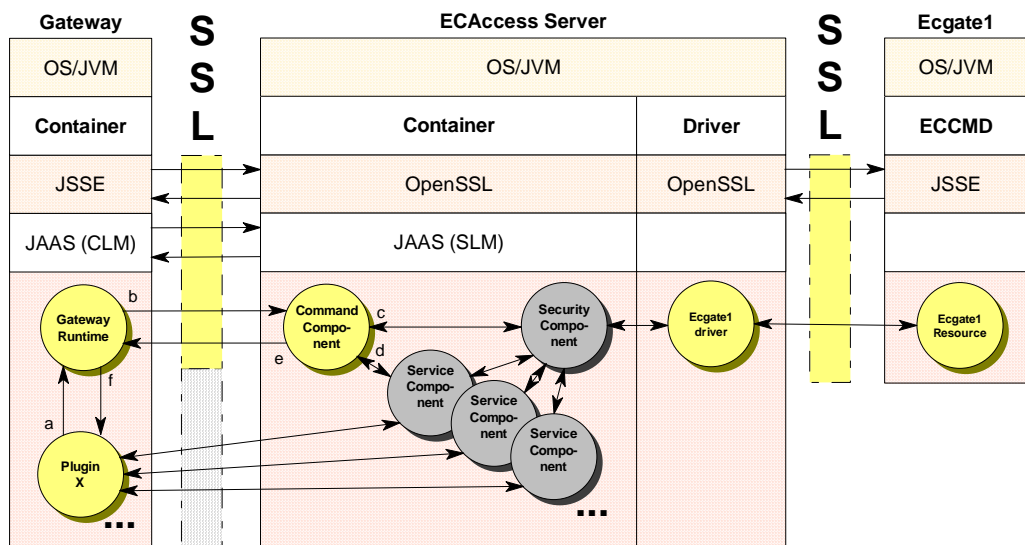 Gateway
ECAccess Server
Ecgate1
S
S
L
S
S
L
OS/JVM
OS/JVM
OS/JVM
Container
Container
Driver
ECCMD
JSSE
OpenSSL
OpenSSL
JSSE
JAAS (CLM)
JAAS (SLM)
b
Gateway
Runtime
Command
Compo-
nent
c
Security
Compo-
nent
Ecgate1
driver
Ecgate1
Resource
e
d
f
a
Service
Compo-
nent
Service
Compo-
nent
Service
Compo-
nent
Plugin
X
...
...